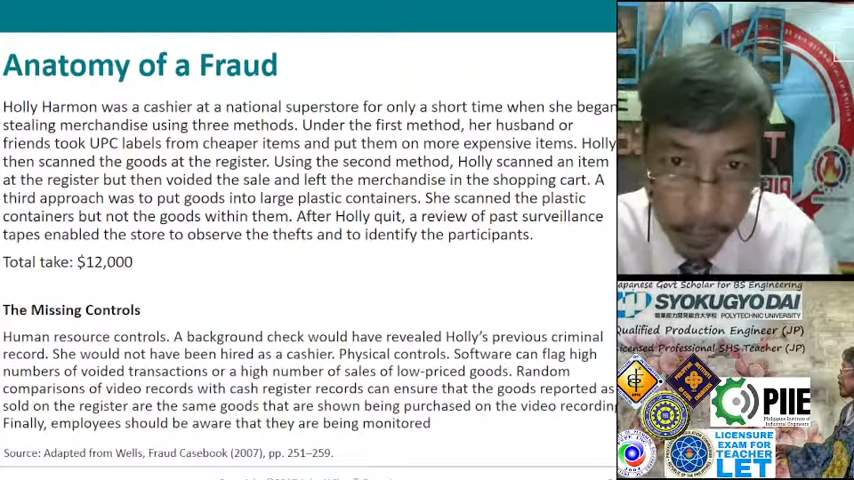 Anatomy of a Fraud
Holly Harmon was a cashier at a national superstore for only a short time when she began
stealing merchandise using three methods. Under the first method, her husband or
friends took UPC labels from cheaper items and put them on more expensive items. Holly
then scanned the goods at the register. Using the second method, Holly scanned an item
at the register but then voided the sale and left the merchandise in the shopping cart. A
third approach was to put goods into large plastic containers. She scanned the plastic
containers but not the goods within them. After Holly quit, a review of past surveillance
tapes enabled the store to observe the thefts and to identify the participants.
Total take: $12,000
The Missing Controls
Human resource controls. A background check would have revealed Holly's previous criminal
record. She would not have been hired as a cashier. Physical controls. Software can flag high
numbers of voided transactions or a high number of sales of low-priced goods. Random
comparisons of video records with cash register records can ensure that the goods reported as
sold on the register are the same goods that are shown being purchased on the video recording
Finally, employees should be aware that they are being monitored
Source: Adapted from Wells, Fraud Casebook (2007), pp. 251–259.
Govt Scholar for BS Engineering
SYOKUGYO DAI
POLYTECHNIC UNIVERSITY
Qualified Production Engineer (JP)
Licensed Professional SHS Teacher (JP)
PIIE
Philippine Institute of
Industrial Engineers
LICENSURE
EXAM FOR
TEACHER
LET